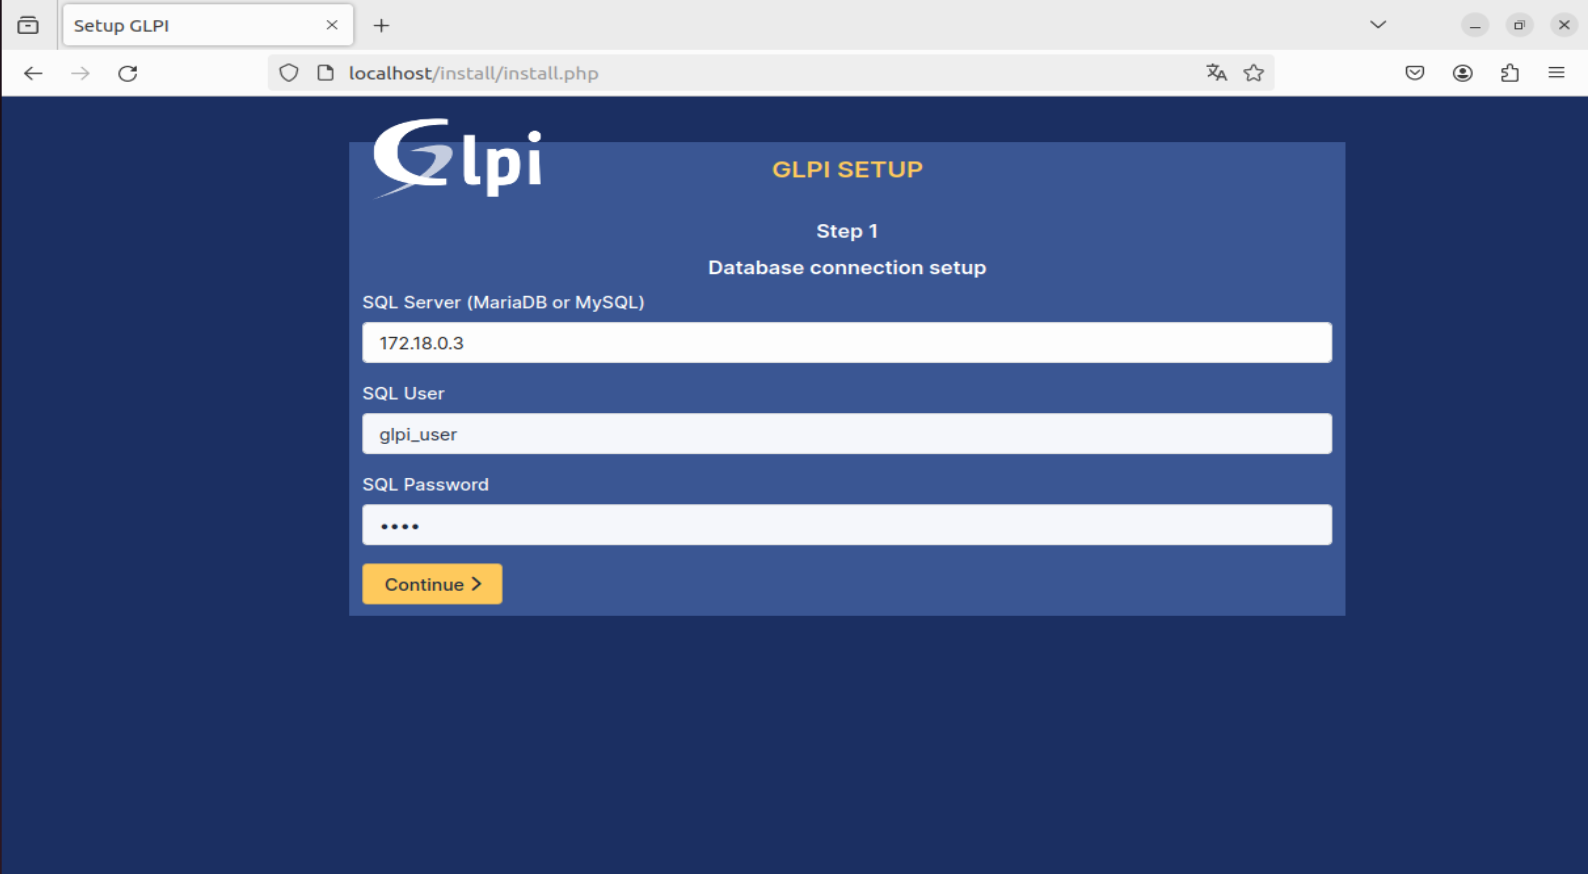 Setup GLPI
localhost/install/install.php
Glpi
GLPI SETUP
Step 1
Database connection setup
SQL Server (MariaDB or MySQL)
172.18.0.3
SQL User
glpi_user
SQL Password
••••
Continue